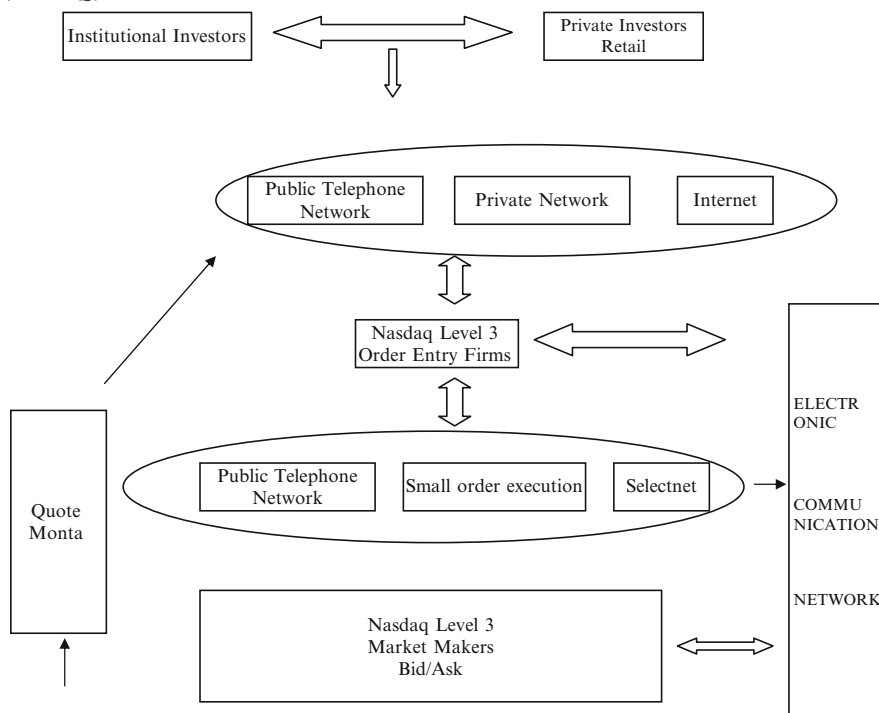 Institutional Investors
Private Investors
Retail
Public Telephone
Network
Private Network
Internet
Nasdaq Level 3
Order Entry Firms
ELECTR
ONIC
COMMU
NICATION
NETWORK
Public Telephone
Network
Small order execution
Selectnet
Quote
Monta
Nasdaq Level 3
Market Makers
Bid/Ask